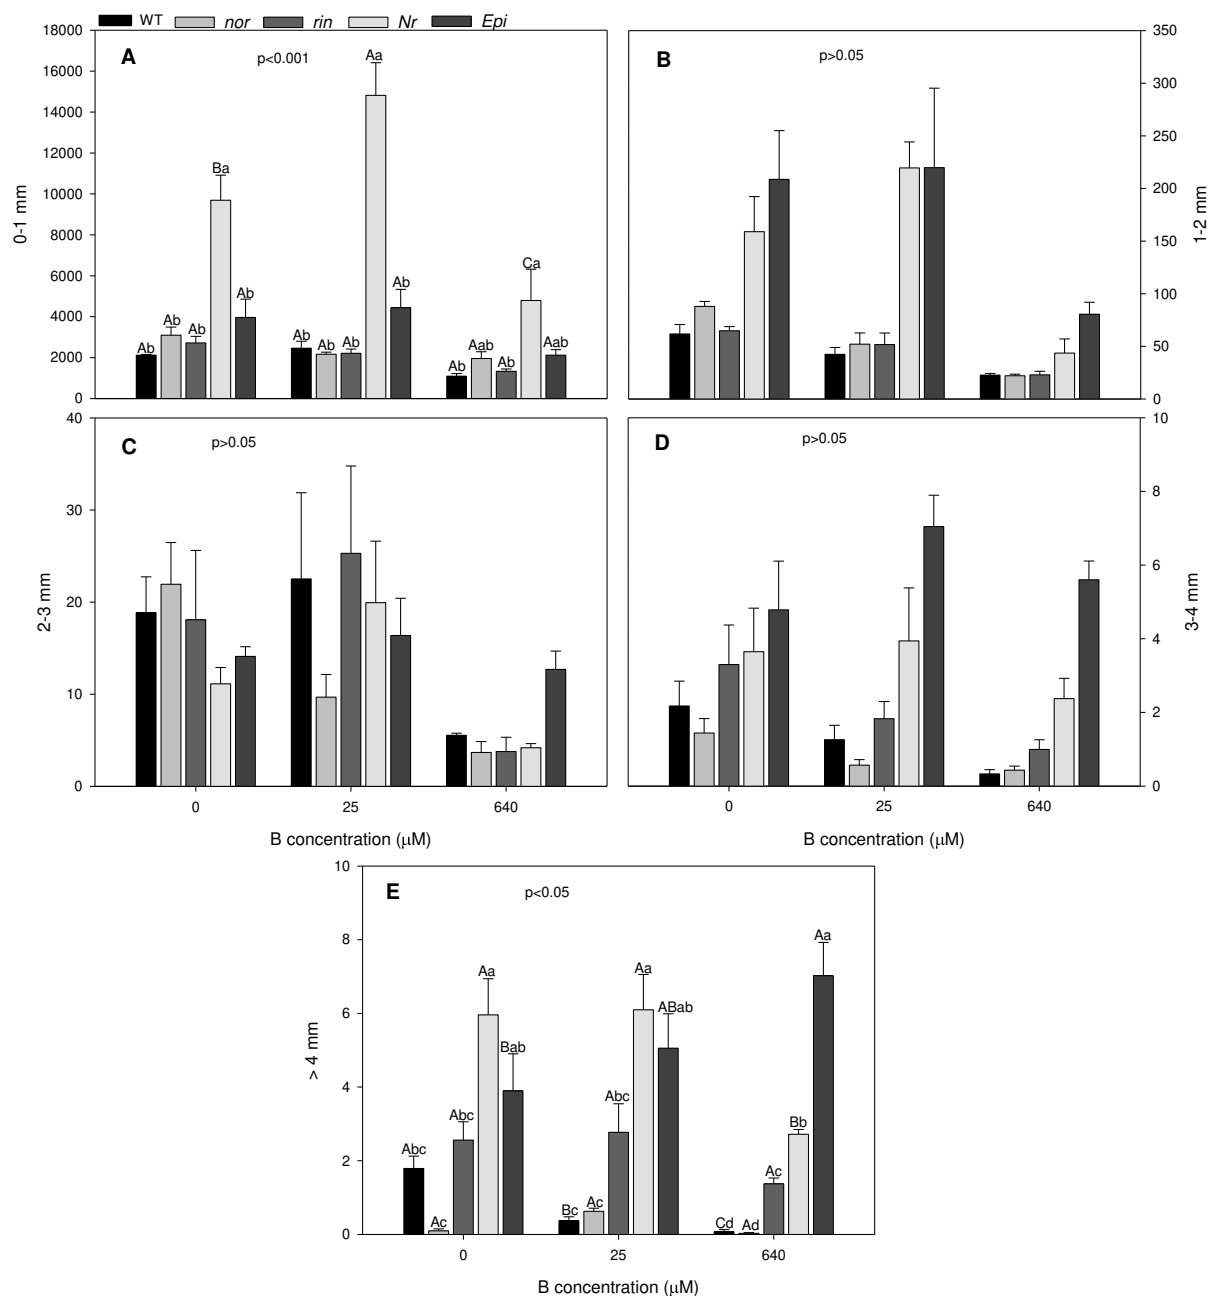 WT nor rin Nr Epi
18000
16000
14000
12000
10000
8000
6000
4000
2000
0
0-1 mm
A
p<0.001
Ab Ab Ab Ba Ab
Ab Ab Ab Aa Ab
Ab Aab Ab Ca Aab
B
p>0.05
350
300
250
200
150
100
50
0
1-2 mm
40
30
20
10
0
2-3 mm
C
p>0.05
0 25 640
B concentration (μM)
D
p>0.05
10
8
6
4
2
0
3-4 mm
0 25 640
B concentration (μM)
10
8
6
4
2
0
> 4 mm
E
p<0.05
Abc Ac Abc Aa Bab
Bc Ac Abc Aa ABab
Cd Ad Ac Bb Aa
0 25 640
B concentration (μM)